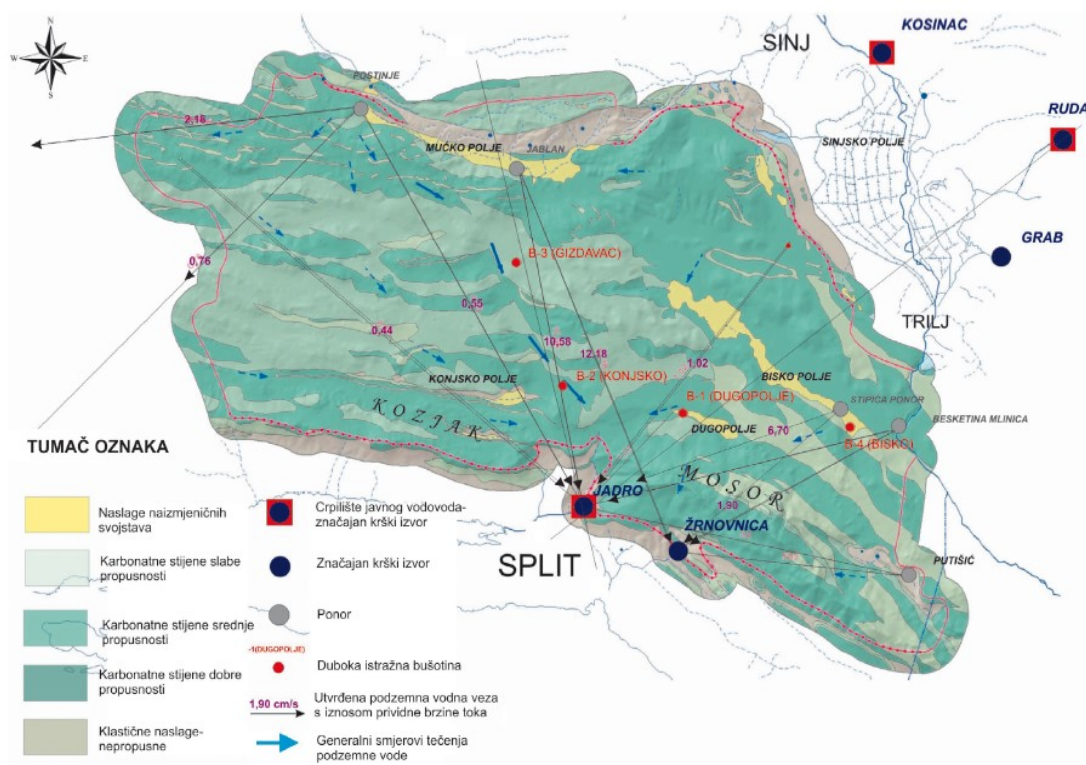 N
W
E
S
KOSINAC
SINJ
RUDA
POSTINJE
2,18
MUĆKO POLJE
JABLAN
SINJSKO POLJE
GRAB
B-3 (GIZDAVAC)
0,76
0,55
TRILJ
0,44
10,58
12.18
1,02
KONJSKO POLJE
B-2 (KONJSKO)
BISKO POLJE
B-1 (DUGOPOLJE)
STIPICA PONOR
KOZJAK
BESKETINA MLINICA
DUGOPOLJE
6,70
B-4 (BISKO)
MOSOR
JADRO
1,90
ŽRNOVNICA
SPLIT
PUTIŠIĆ
TUMAČ OZNAKA
Naslage naizmjeničnih
svojstava
Karbonatne stijene slabe
propusnosti
Karbonatne stijene srednje
propusnosti
Karbonatne stijene dobre
propusnosti
Klastične naslage-
nepropusne
Crpilište javnog vodovoda-
značajan krški izvor
Značajan krški izvor
Ponor
-1(DUGOPOLJE)
Duboka istražna bušotina
1,90 cm/s
Utvrđena podzemna vodna veza
s iznosom prividne brzine toka
Generalni smjerovi tečenja
podzemne vode